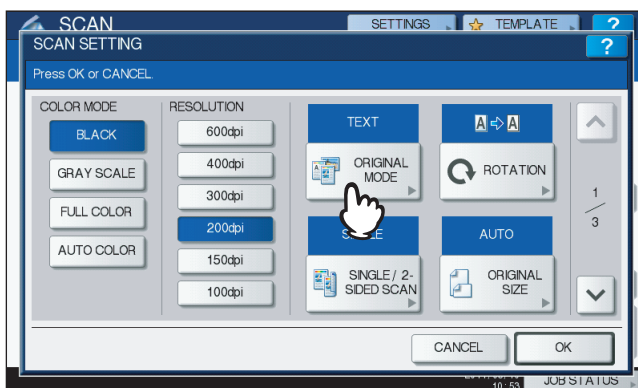 SCAN
SETTINGS
TEMPLATE
?
SCAN SETTING
?
Press OK or CANCEL.
COLOR MODE
BLACK
GRAY SCALE
FULL COLOR
AUTO COLOR
RESOLUTION
600dpi
400dpi
300dpi
200dpi
150dpi
100dpi
TEXT
ORIGINAL
MODE
A A
ROTATION
SINGLE / 2-
SIDED SCAN
AUTO
ORIGINAL
SIZE
1
3
CANCEL
OK
10:53
JOB STATUS